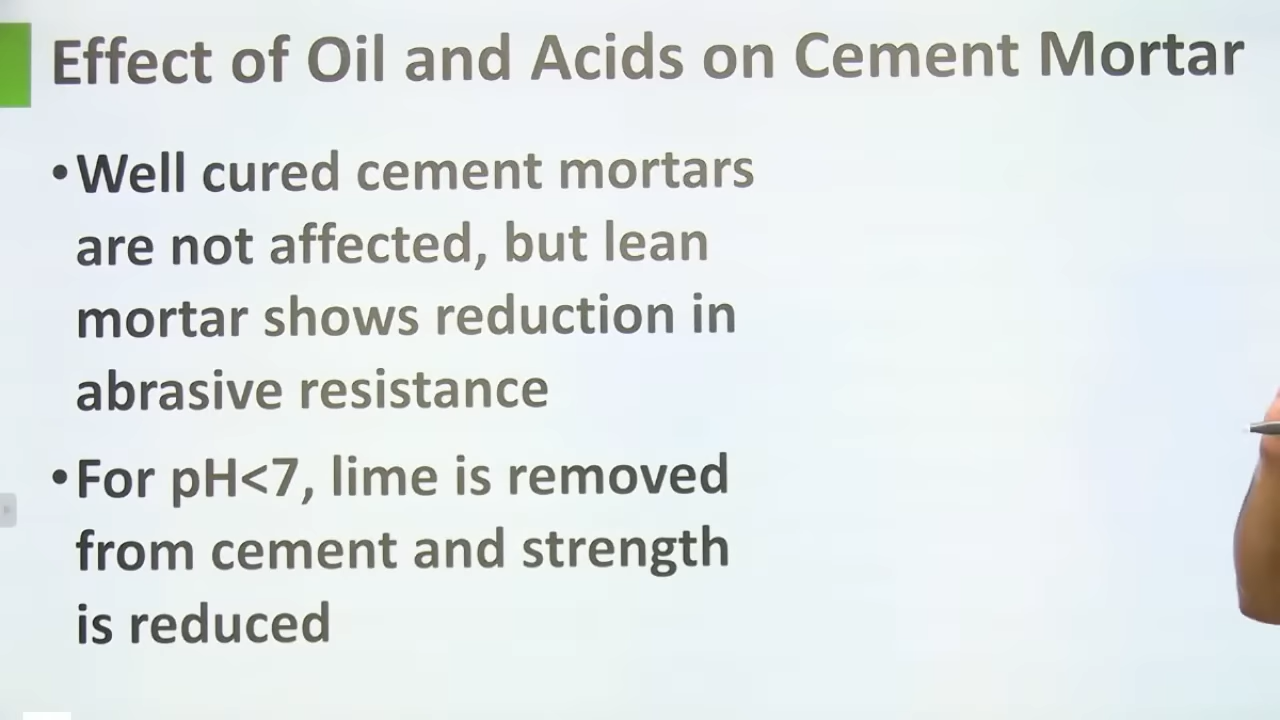 Effect of Oil and Acids on Cement Mortar
•Well cured cement mortars
are not affected, but lean
mortar shows reduction in
abrasive resistance
•For pH<7, lime is removed
from cement and strength
is reduced